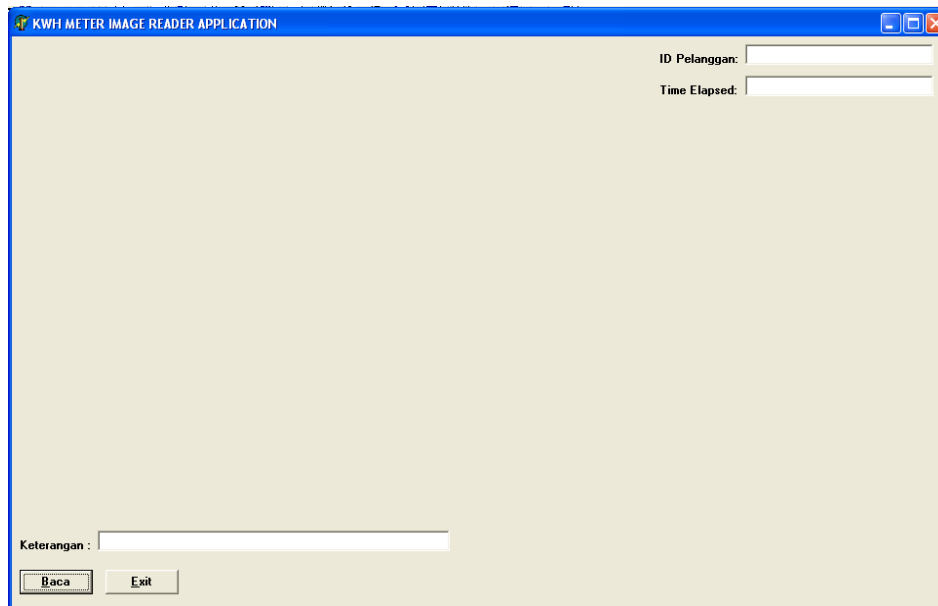 KWH METER IMAGE READER APPLICATION
ID Pelanggan:
Time Elapsed:
Keterangan :
Baca Exit